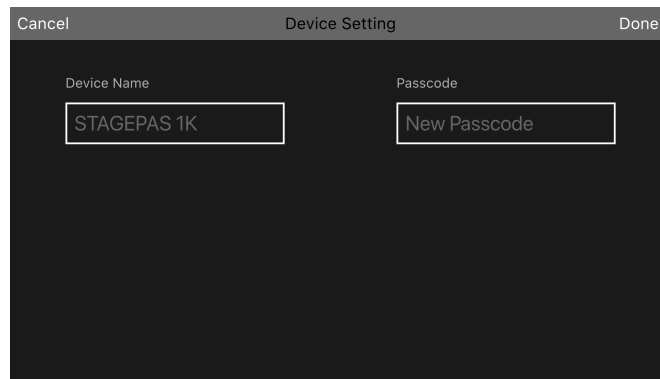 Cancel Device Setting Done
Device Name Passcode
STAGEPAS 1K New Passcode